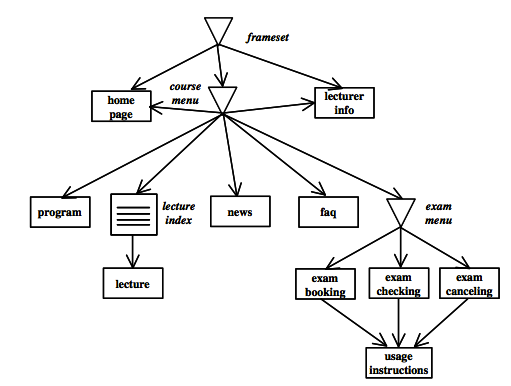 frameset
course
menu
home
page
lecturer
info
program
lecture
index
news
faq
exam
menu
lecture
exam
booking
exam
checking
exam
canceling
usage
instructions